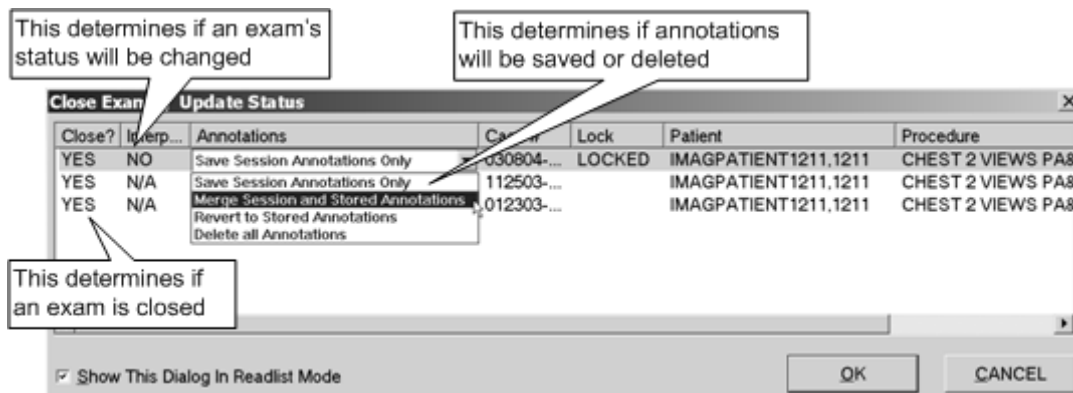 This determines if an exam's
status will be changed
This determines if annotations
will be saved or deleted
Close Exam Update Status
Close? Interp... Annotations Lock Patient Procedure
YES NO Save Session Annotations Only 030804-... LOCKED IMAGPATIENT1211,1211 CHEST 2 VIEWS PA&
YES N/A Save Session Annotations Only 112503-... IMAGPATIENT1211,1211 CHEST 2 VIEWS PA&
YES N/A Merge Session and Stored Annotations 012303-... IMAGPATIENT1211,1211 CHEST 2 VIEWS PA&
Revert to Stored Annotations
Delete all Annotations
This determines if
an exam is closed
Show This Dialog In Readlist Mode OK CANCEL